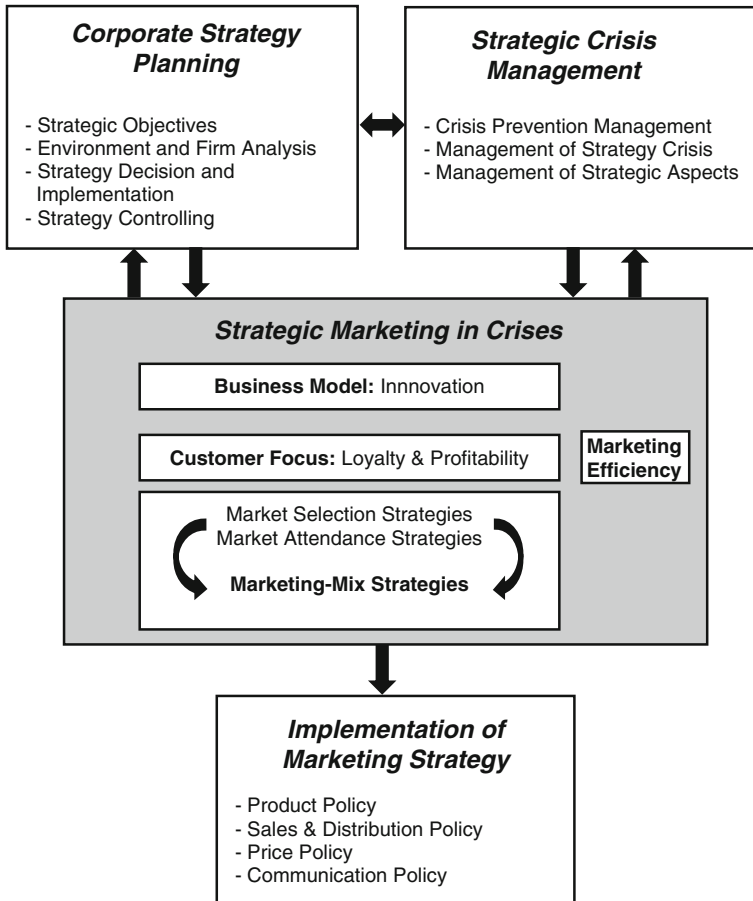 Corporate Strategy
Planning
- Strategic Objectives
- Environment and Firm Analysis
- Strategy Decision and
Implementation
- Strategy Controlling
Strategic Crisis
Management
- Crisis Prevention Management
- Management of Strategy Crisis
- Management of Strategic Aspects
Strategic Marketing in Crises
Business Model: Innnovation
Customer Focus: Loyalty & Profitability
Marketing
Efficiency
Market Selection Strategies
Market Attendance Strategies
Marketing-Mix Strategies
Implementation of
Marketing Strategy
- Product Policy
- Sales & Distribution Policy
- Price Policy
- Communication Policy